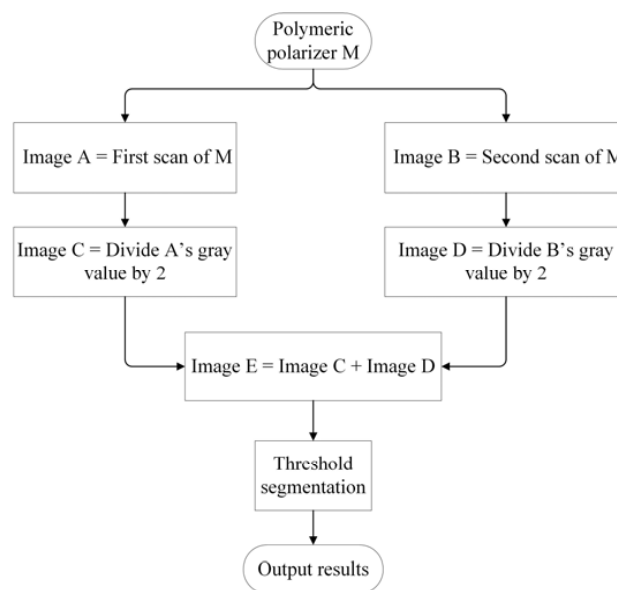 Polymeric
polarizer M
Image A = First scan of M
Image B = Second scan of M
Image C = Divide A's gray
value by 2
Image D = Divide B's gray
value by 2
Image E = Image C + Image D
Threshold
segmentation
Output results